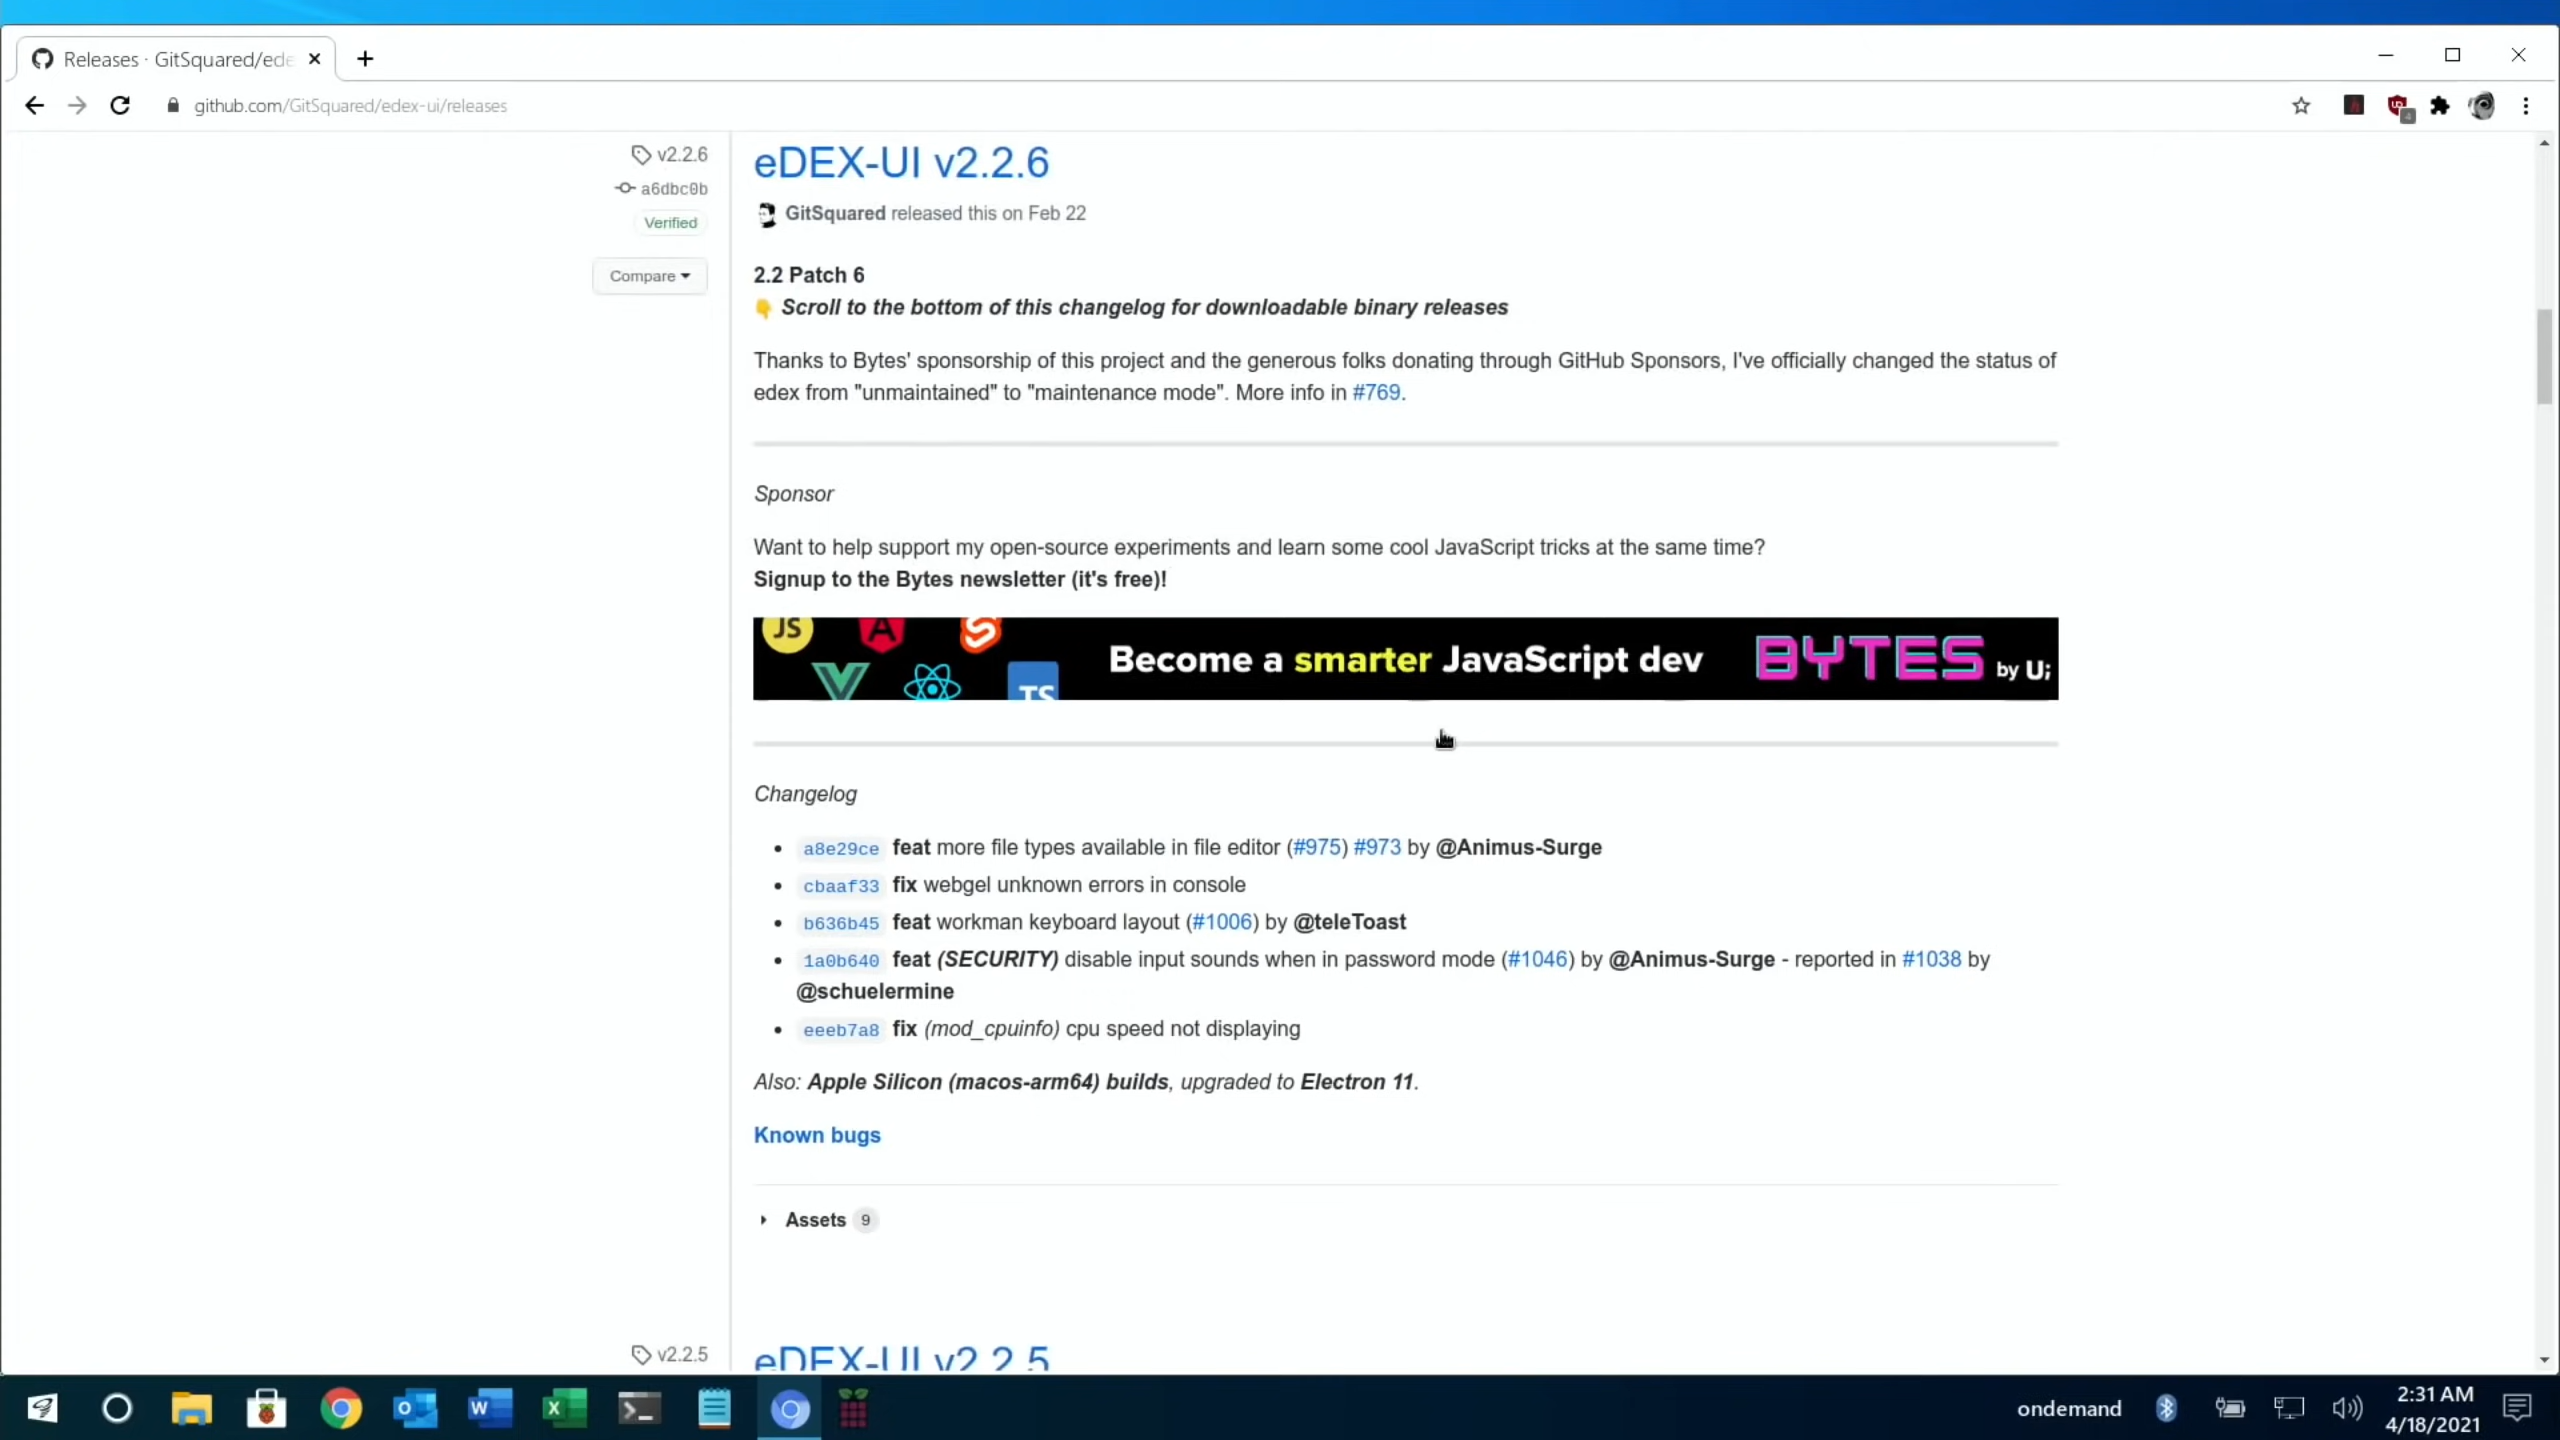 Releases · GitSquared/ede
github.com/GitSquared/edex-ui/releases
v2.2.6
a6dbc0b
Verified
Compare
eDEX-UI v2.2.6
GitSquared released this on Feb 22
2.2 Patch 6
👇 Scroll to the bottom of this changelog for downloadable binary releases
Thanks to Bytes' sponsorship of this project and the generous folks donating through GitHub Sponsors, I've officially changed the status of
edex from "unmaintained" to "maintenance mode". More info in #769.
Sponsor
Want to help support my open-source experiments and learn some cool JavaScript tricks at the same time?
Signup to the Bytes newsletter (it's free)!
JS
A
TS
Become a smarter JavaScript dev
BYTES by U;
Changelog
a8e29ce feat more file types available in file editor (#975) #973 by @Animus-Surge
cbaaf33 fix webgel unknown errors in console
b636b45 feat workman keyboard layout (#1006) by @teleToast
1a0b640 feat (SECURITY) disable input sounds when in password mode (#1046) by @Animus-Surge - reported in #1038 by
@schuelermine
eeeb7a8 fix (mod_cpuinfo) cpu speed not displaying
Also: Apple Silicon (macos-arm64) builds, upgraded to Electron 11.
Known bugs
Assets 9
v2.2.5
eDEX-UI v2.2.5
ondemand
2:31 AM
4/18/2021